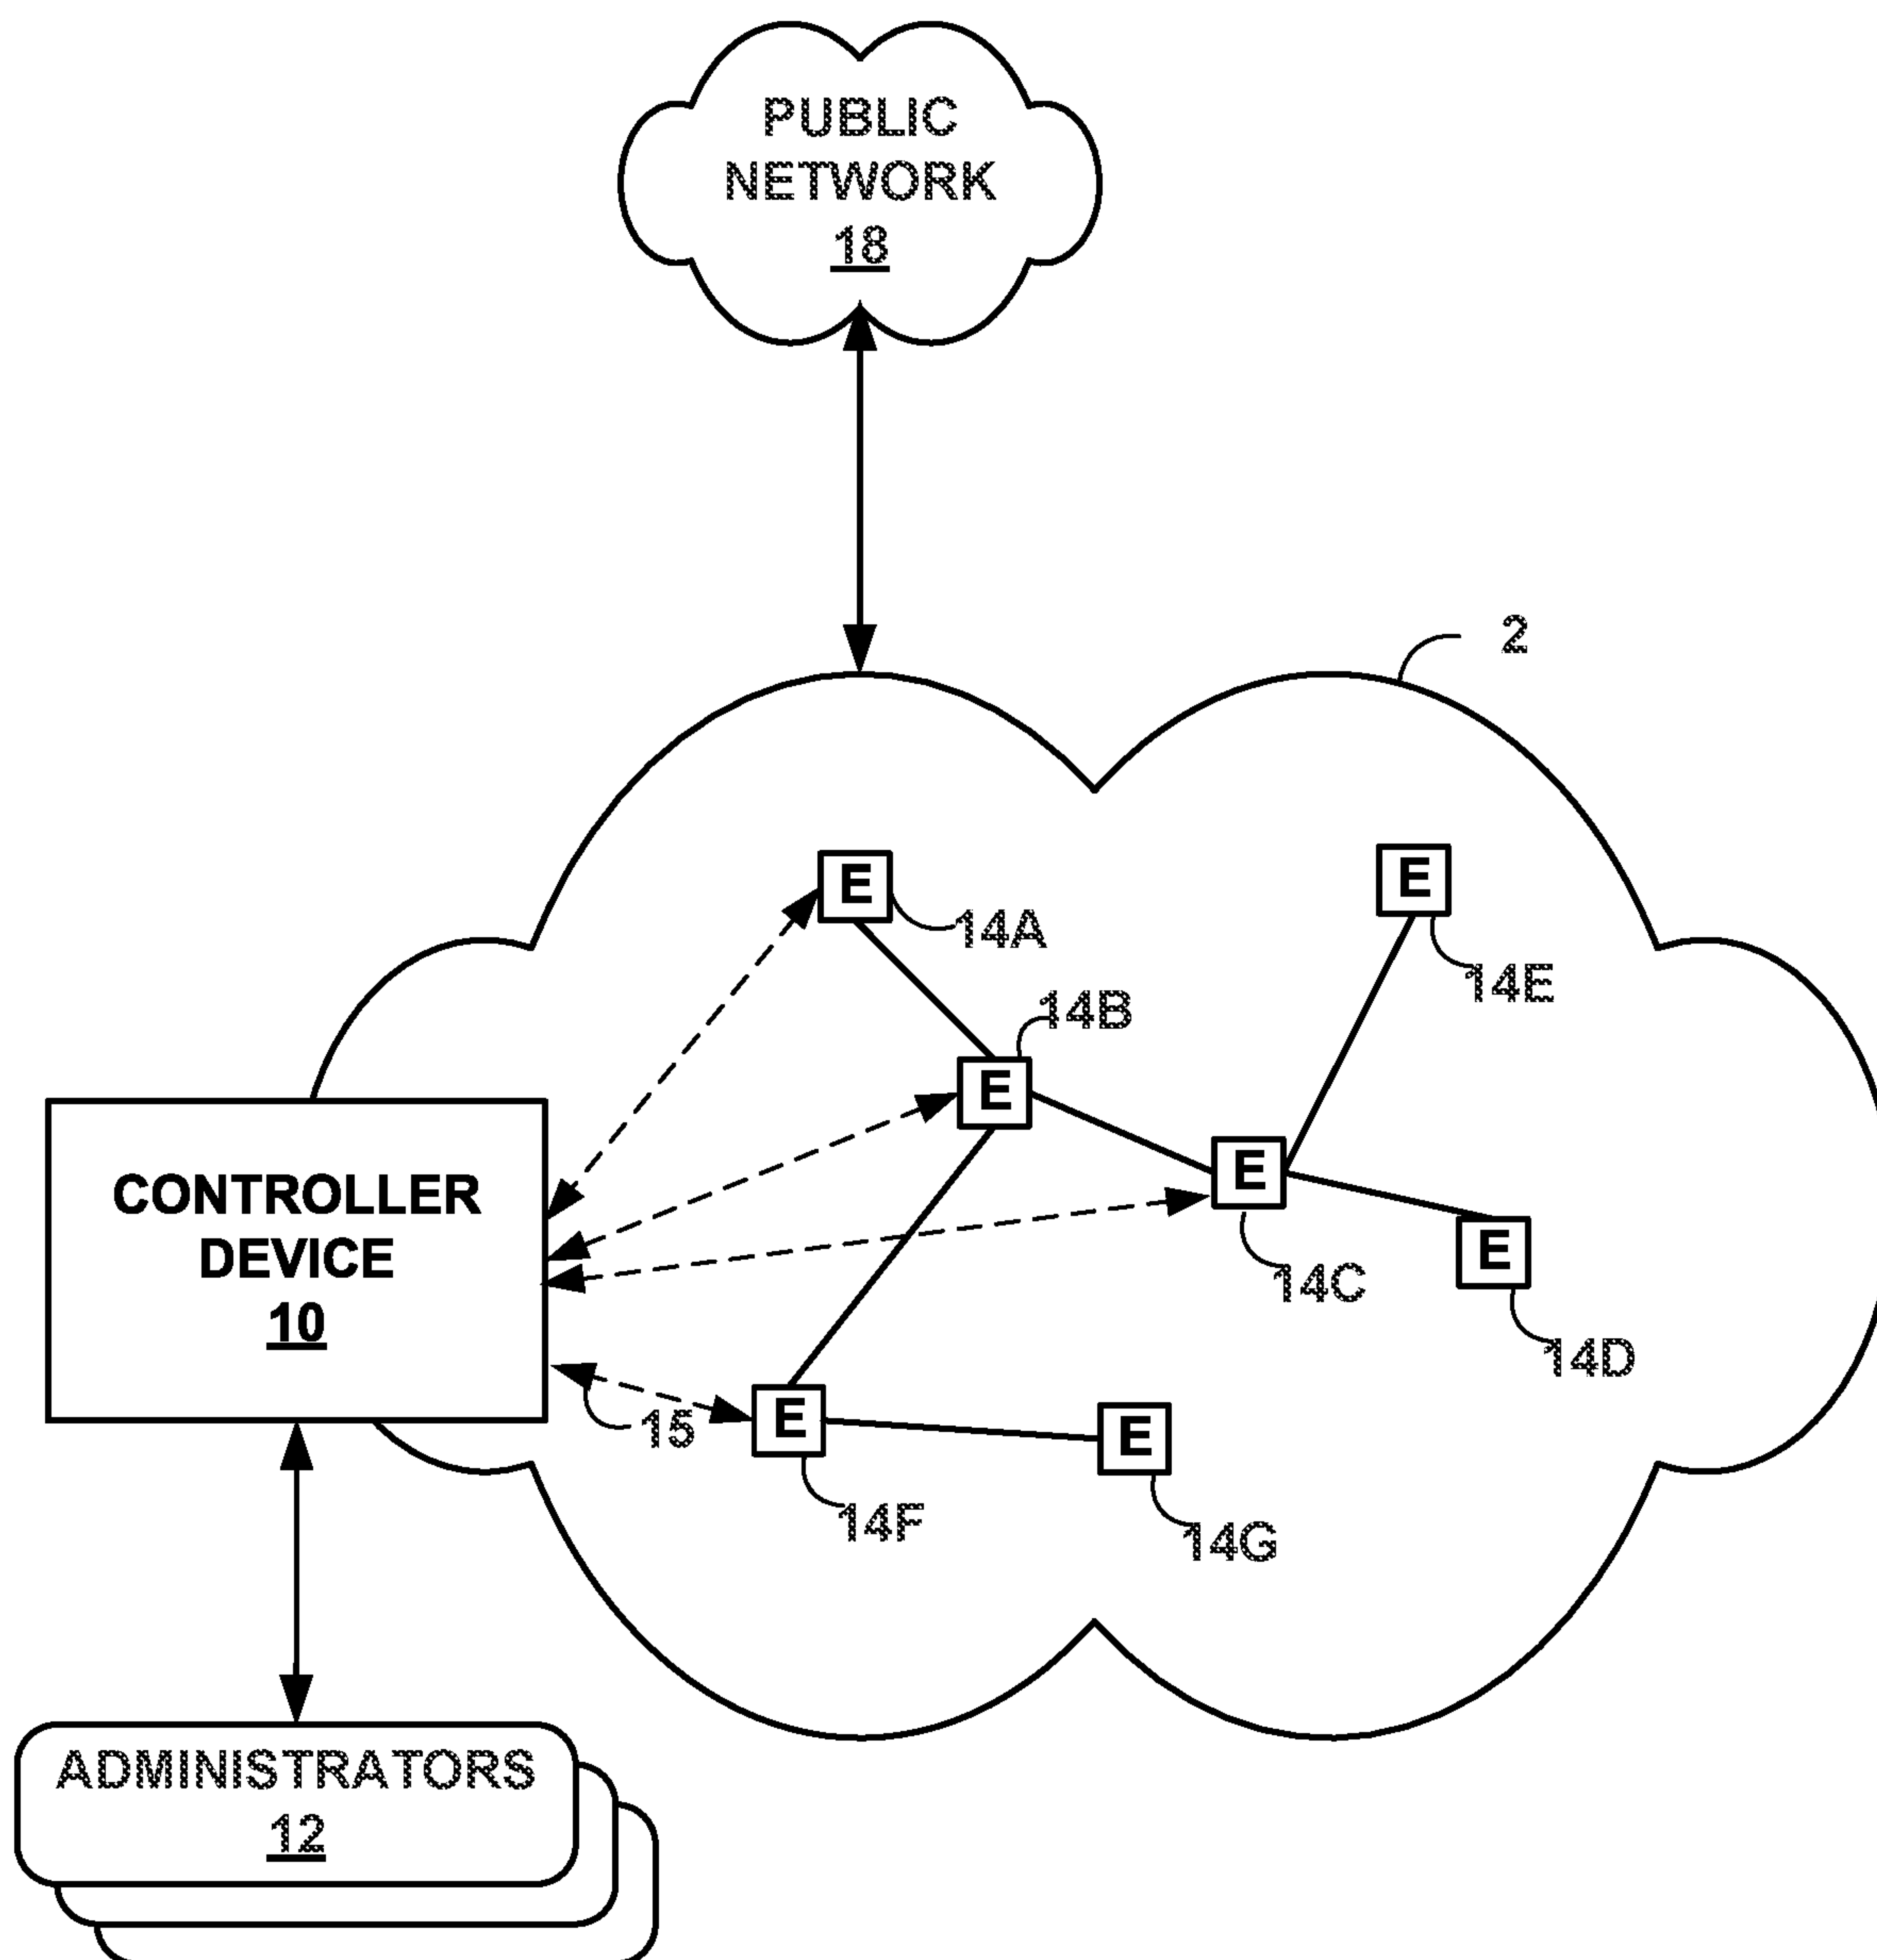 PUBLIC
NETWORK
18
2
E
14A
E
14E
14B
E
E
14C
E
14D
CONTROLLER
DEVICE
10
15
E
14F
E
14G
ADMINISTRATORS
12